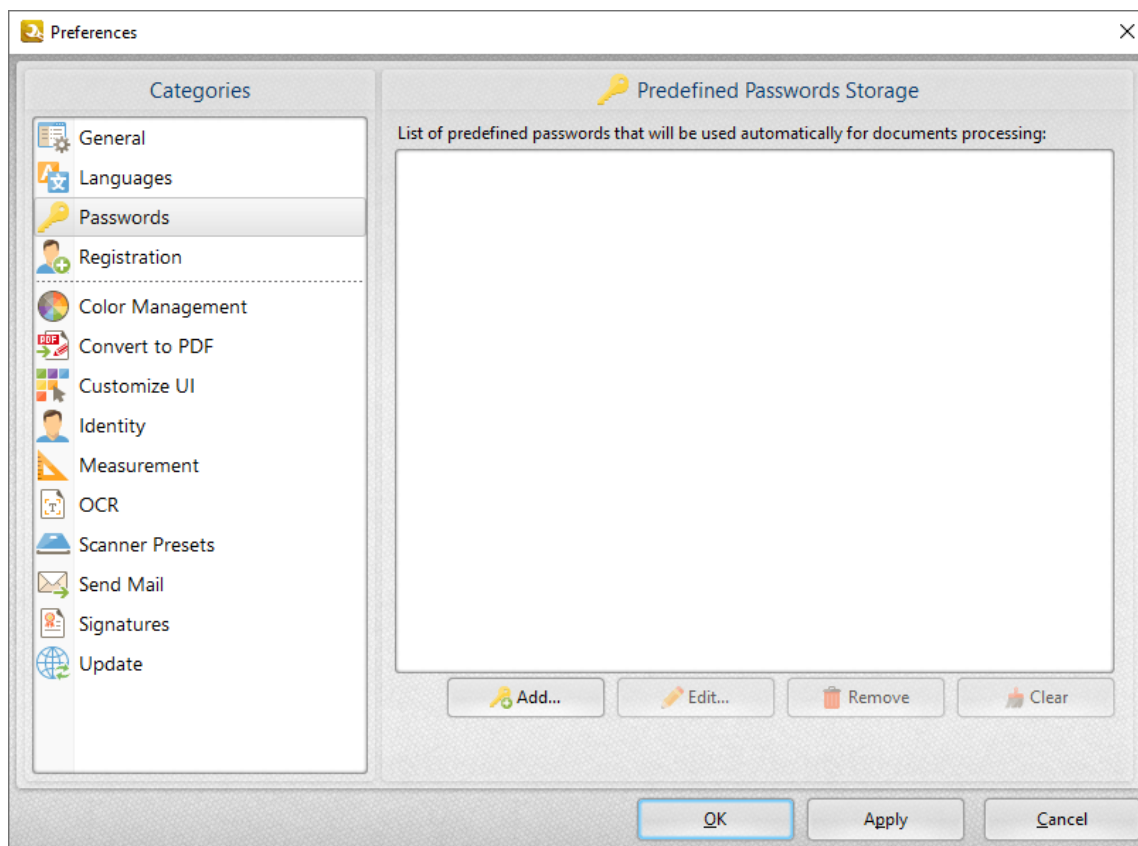 Preferences
Categories
General
Languages
Passwords
Registration
Color Management
Convert to PDF
Customize UI
Identity
Measurement
OCR
Scanner Presets
Send Mail
Signatures
Update
Predefined Passwords Storage
List of predefined passwords that will be used automatically for documents processing:
Add... Edit... Remove Clear
OK Apply Cancel